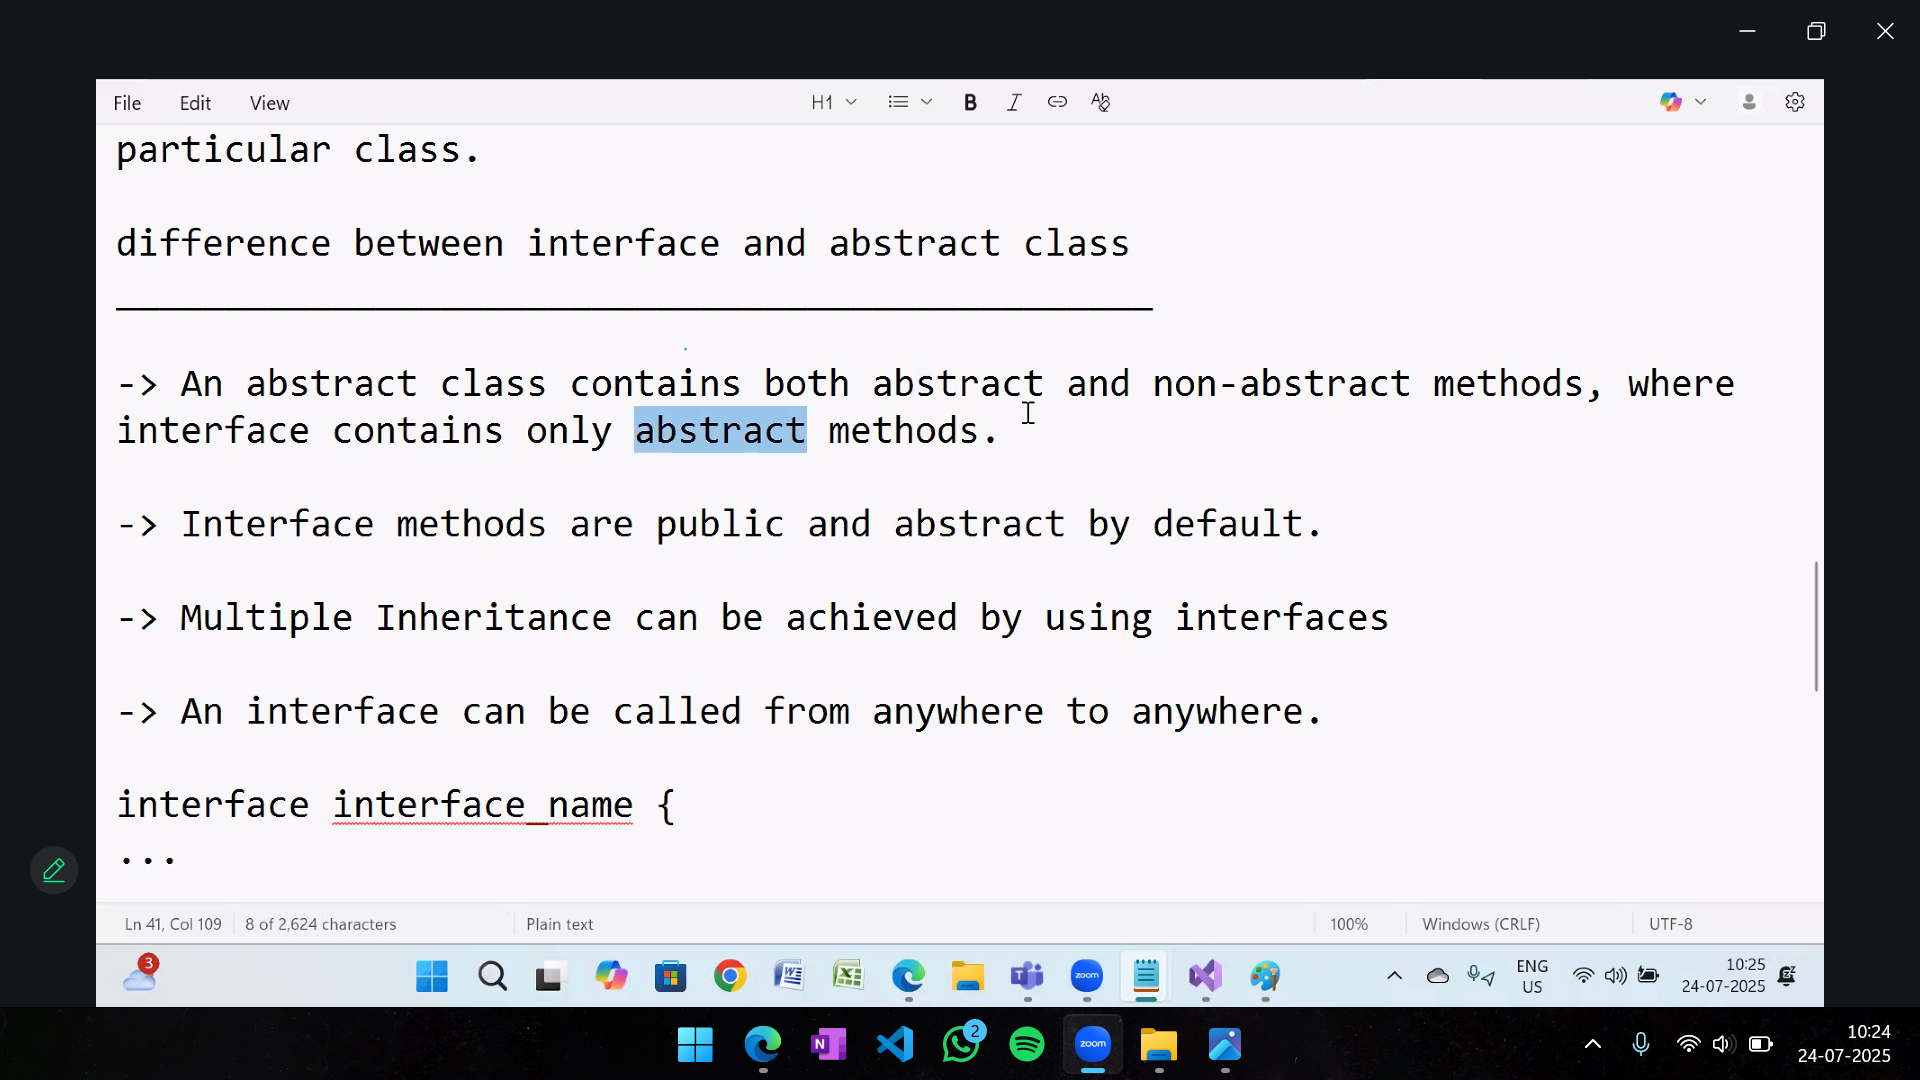 File Edit View H1 B I
particular class.
difference between interface and abstract class
________________________________________________
-> An abstract class contains both abstract and non-abstract methods, where
interface contains only abstract methods.
-> Interface methods are public and abstract by default.
-> Multiple Inheritance can be achieved by using interfaces
-> An interface can be called from anywhere to anywhere.
interface interface_name {
...
Ln 41, Col 109 8 of 2,624 characters Plain text 100% Windows (CRLF) UTF-8
3 zoom ENG 10:25
US 24-07-2025
N 2 zoom 10:24
24-07-2025